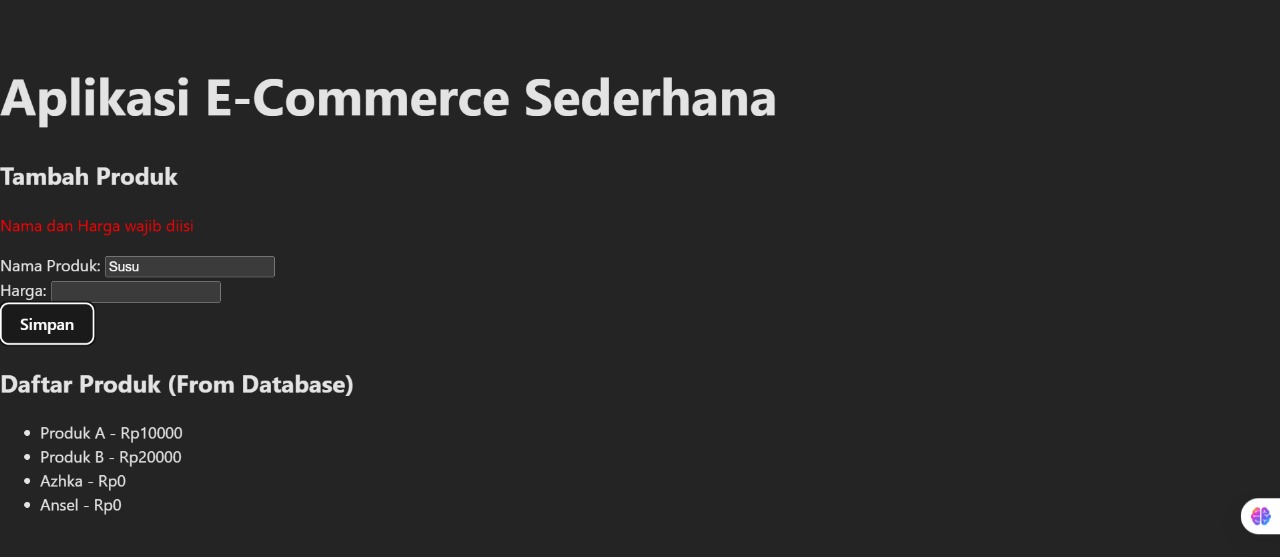 Aplikasi E-Commerce Sederhana
Tambah Produk
Nama dan Harga wajib diisi
Nama Produk: Susu
Harga:
Simpan
Daftar Produk (From Database)
• Produk A - Rp10000
• Produk B - Rp20000
• Azhka - Rp0
• Ansel - Rp0